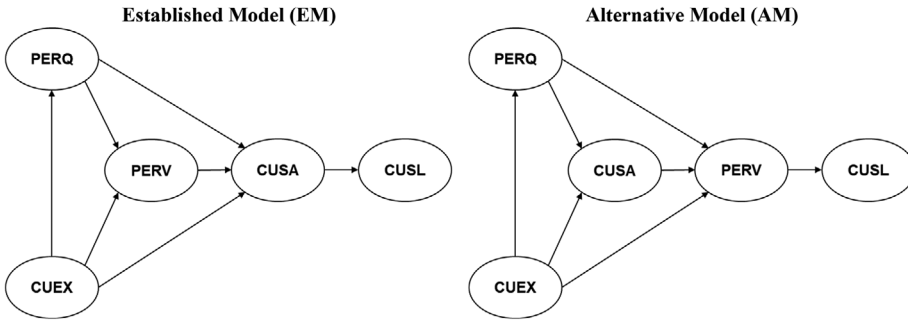 Established Model (EM)
PERQ
PERV
CUSA
CUSL
CUEX
Alternative Model (AM)
PERQ
CUSA
PERV
CUSL
CUEX